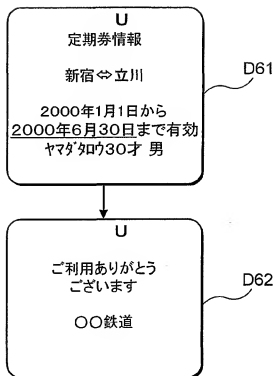 U
定期券情報
新宿⇔立川
2000年1月1日から
2000年6月30日まで有効
ﾔﾏﾀﾞﾀﾛｳ30才 男
D61
U
ご利用ありがとう
ございます
〇〇鉄道
D62